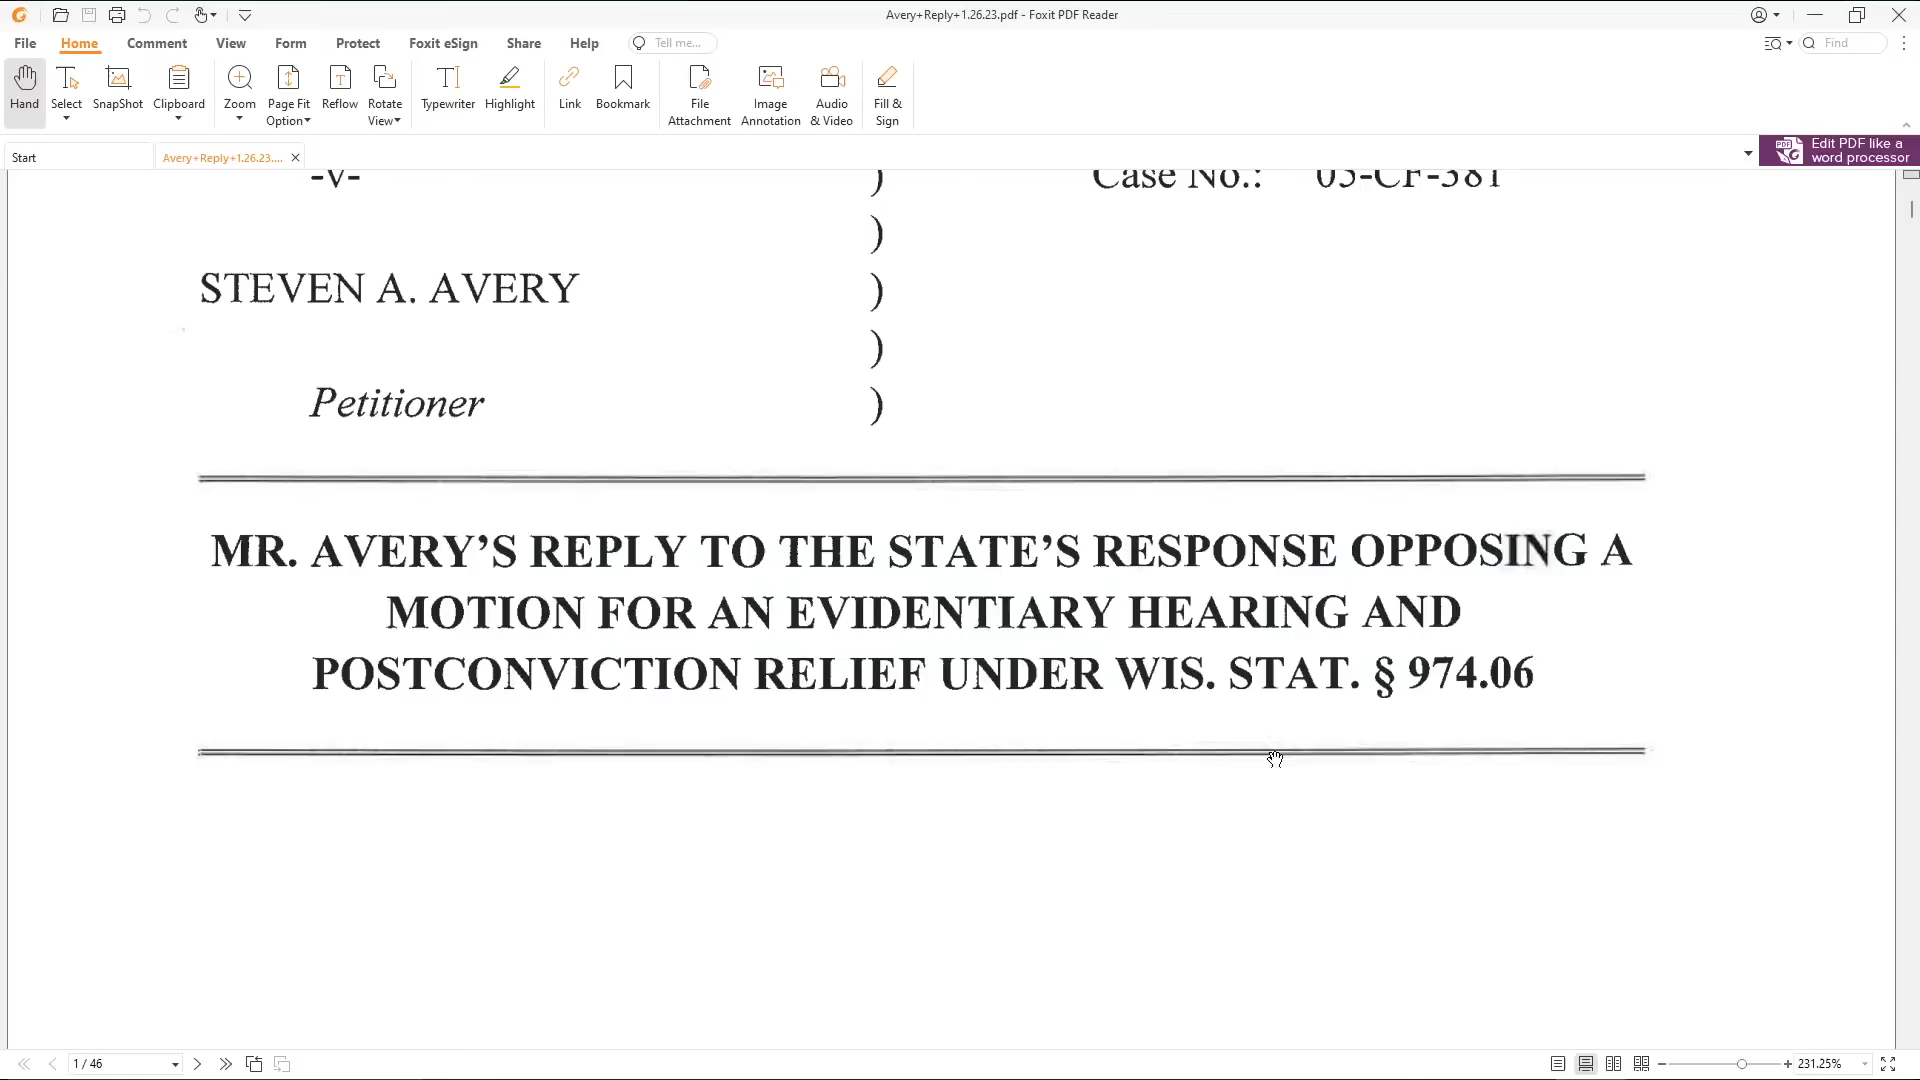 Avery+Reply+1.26.23.pdf - Foxit PDF Reader
File Home Comment View Form Protect Foxit eSign Share Help Tell me... Find
Hand Select SnapShot Clipboard Zoom Page Fit Option Reflow Rotate View Typewriter Highlight Link Bookmark File Attachment Image Annotation Audio & Video Fill & Sign
Start Avery+Reply+1.26.23.... Edit PDF like a word processor
-v- ) Case No.: 05-CF-381
)
STEVEN A. AVERY )
)
Petitioner )
MR. AVERY'S REPLY TO THE STATE'S RESPONSE OPPOSING A
MOTION FOR AN EVIDENTIARY HEARING AND
POSTCONVICTION RELIEF UNDER WIS. STAT. § 974.06
1 / 46 231.25%